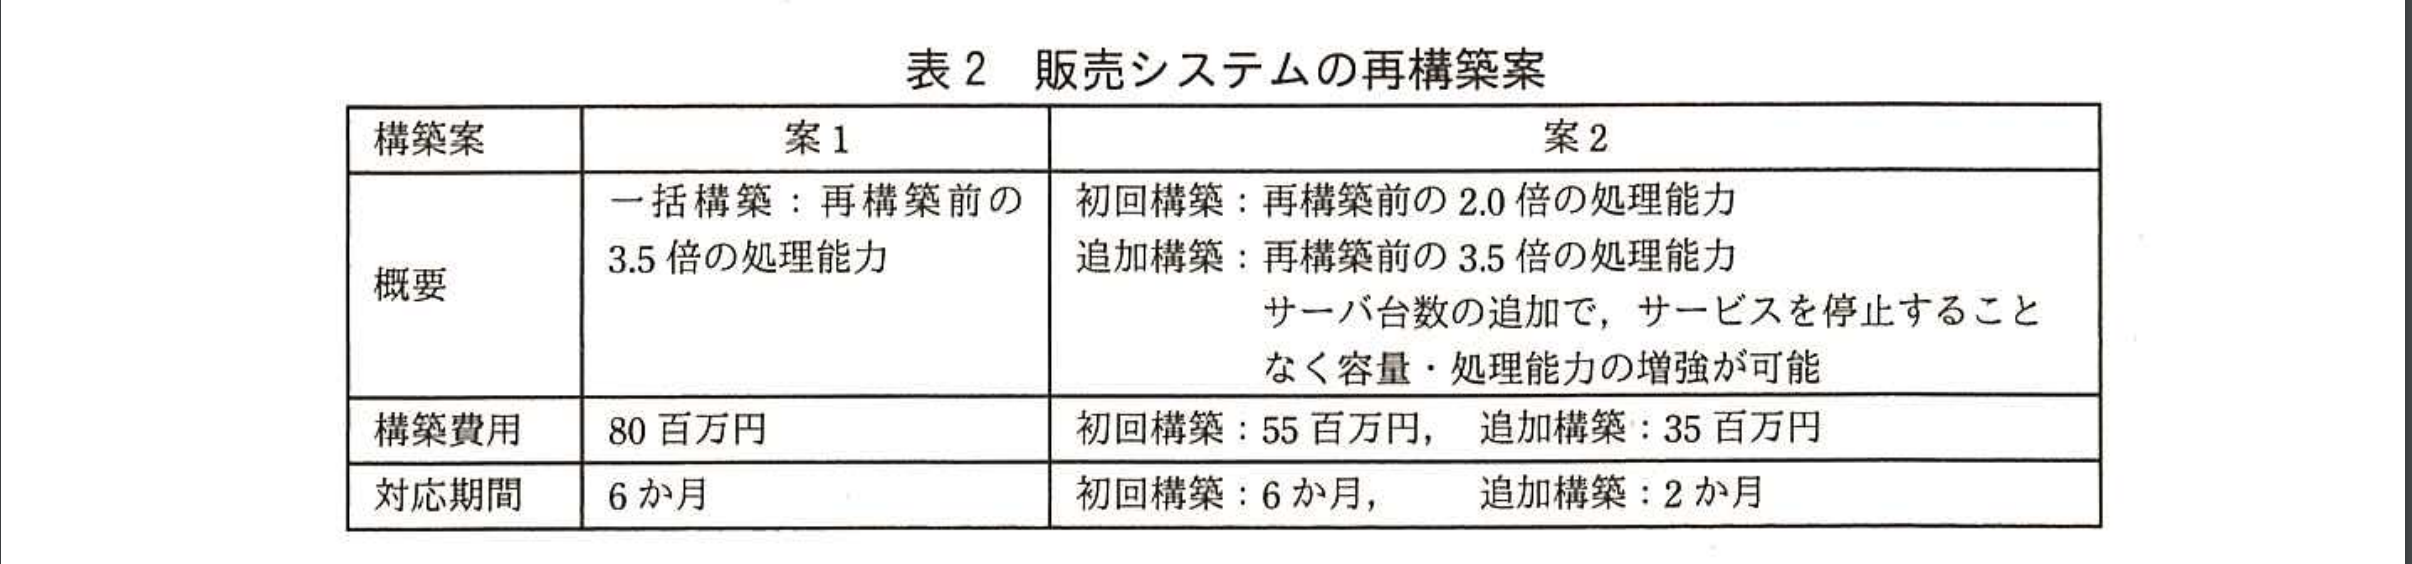 表2 販売システムの再構築案
構築案 案1 案2
概要
一括構築：再構築前の
3.5倍の処理能力
初回構築：再構築前の2.0倍の処理能力
追加構築：再構築前の3.5倍の処理能力
サーバ台数の追加で，サービスを停止すること
なく容量・処理能力の増強が可能
構築費用 80百万円 初回構築：55百万円， 追加構築：35百万円
対応期間 6か月 初回構築：6か月， 追加構築：2か月